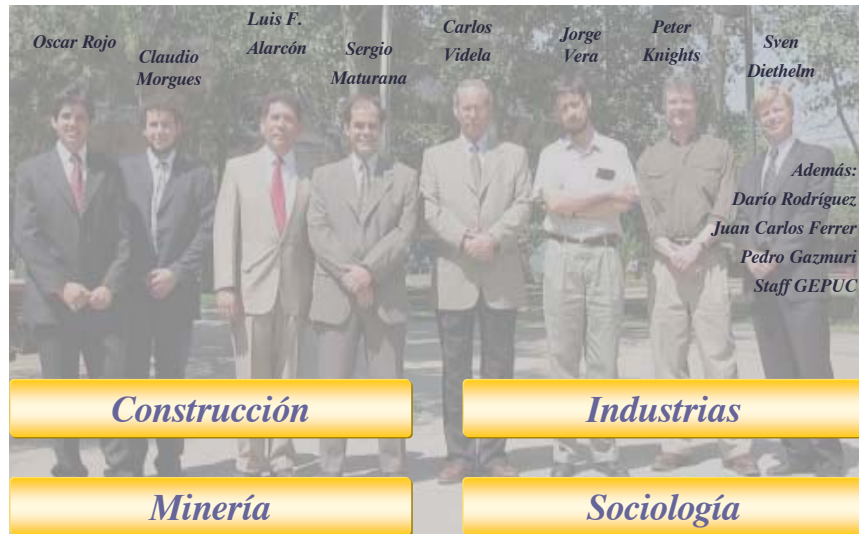 Oscar Rojo
Claudio
Morgues
Luis F.
Alarcón
Sergio
Maturana
Carlos
Videla
Jorge
Vera
Peter
Knights
Sven
Diethelm
Además:
Darío Rodríguez
Juan Carlos Ferrer
Pedro Gazmuri
Staff GEPUC
Construcción
Industrias
Minería
Sociología